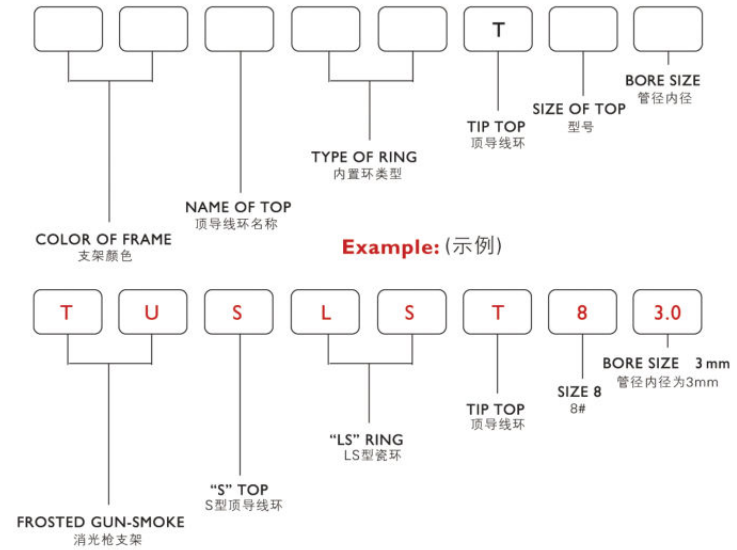 T
BORE SIZE
管径内径
SIZE OF TOP
型号
TIP TOP
顶导线环
TYPE OF RING
内置环类型
NAME OF TOP
顶导线环名称
COLOR OF FRAME
支架颜色
Example: (示例)
T U S L S T 8 3.0
BORE SIZE 3 mm
管径内径为3mm
SIZE 8
8#
TIP TOP
顶导线环
“LS” RING
LS型瓷环
“S” TOP
S型顶导线环
FROSTED GUN-SMOKE
消光枪支架